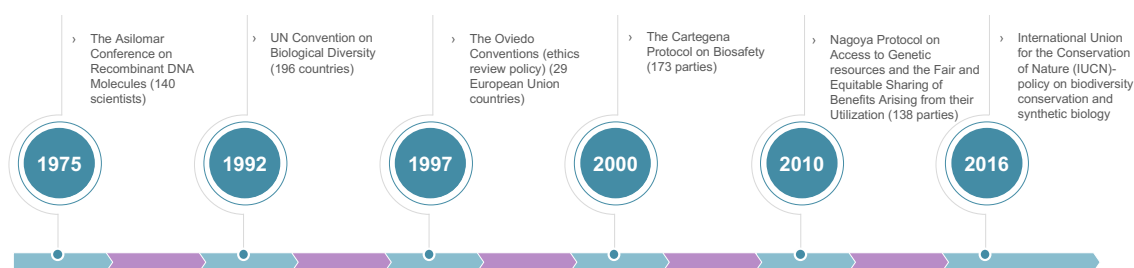 › The Asilomar
Conference on
Recombinant DNA
Molecules (140
scientists)
› UN Convention on
Biological Diversity
(196 countries)
› The Oviedo
Conventions (ethics
review policy) (29
European Union
countries)
› The Cartegena
Protocol on Biosafety
(173 parties)
› Nagoya Protocol on
Access to Genetic
resources and the Fair and
Equitable Sharing of
Benefits Arising from their
Utilization (138 parties)
› International Union
for the Conservation
of Nature (IUCN)-
policy on biodiversity
conservation and
synthetic biology
1975
1992
1997
2000
2010
2016